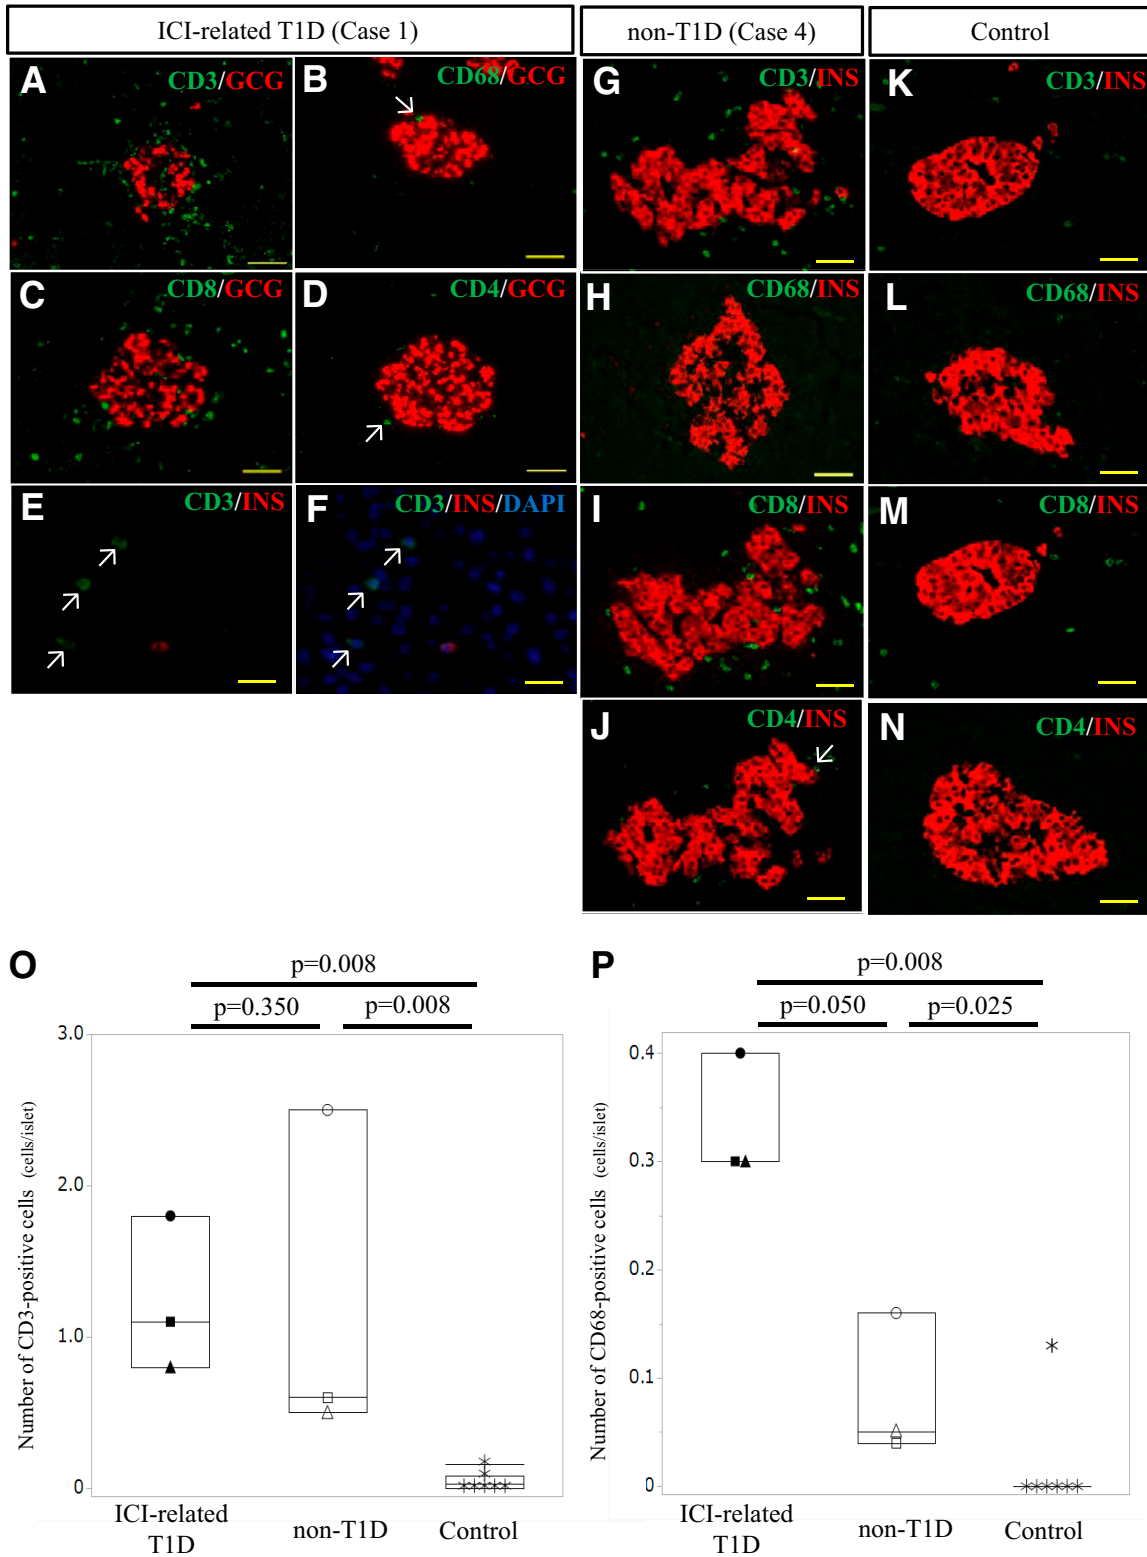 ICI-related T1D (Case 1)
non-T1D (Case 4)
Control
A
CD3/GCG
B
CD68/GCG
G
CD3/INS
K
CD3/INS
C
CD8/GCG
D
CD4/GCG
H
CD68/INS
L
CD68/INS
E
CD3/INS
F
CD3/INS/DAPI
I
CD8/INS
M
CD8/INS
J
CD4/INS
N
CD4/INS
O
p=0.008
p=0.350
p=0.008
3.0
2.0
1.0
0
Number of CD3-positive cells (cells/islet)
ICI-related
T1D
non-T1D
Control
P
p=0.008
p=0.050
p=0.025
0.4
0.3
0.2
0.1
0
Number of CD68-positive cells (cells/islet)
ICI-related
T1D
non-T1D
Control